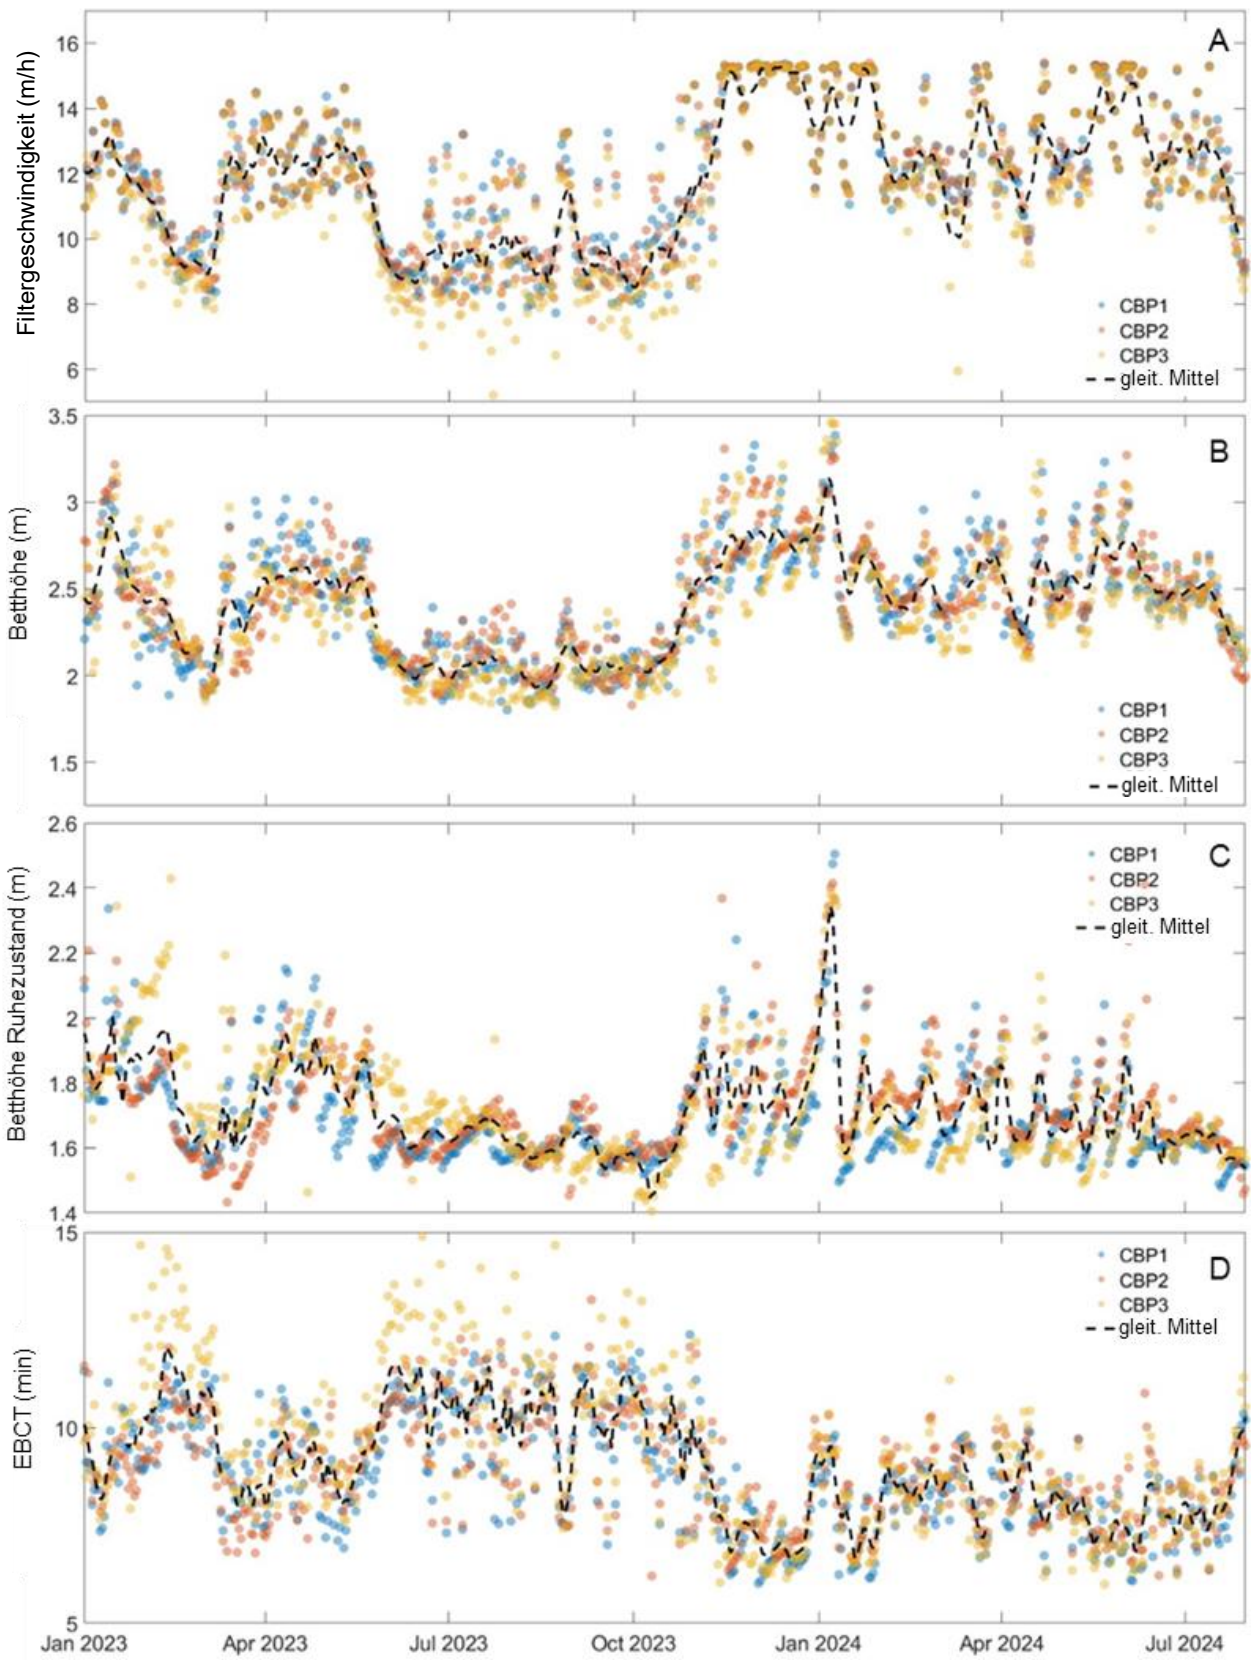 Filtergeschwindigkeit (m/h)
16
14
12
10
8
6
A
CBP1
CBP2
CBP3
gleit. Mittel
Betthöhe (m)
3.5
3
2.5
2
1.5
B
CBP1
CBP2
CBP3
gleit. Mittel
Betthöhe Ruhezustand (m)
2.6
2.4
2.2
2
1.8
1.6
1.4
C
CBP1
CBP2
CBP3
gleit. Mittel
EBCT (min)
15
10
5
D
CBP1
CBP2
CBP3
gleit. Mittel
Jan 2023 Apr 2023 Jul 2023 Oct 2023 Jan 2024 Apr 2024 Jul 2024